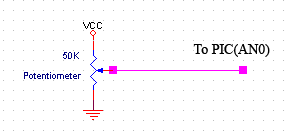 VCC
50K
Potentiometer
To PIC(AN0)